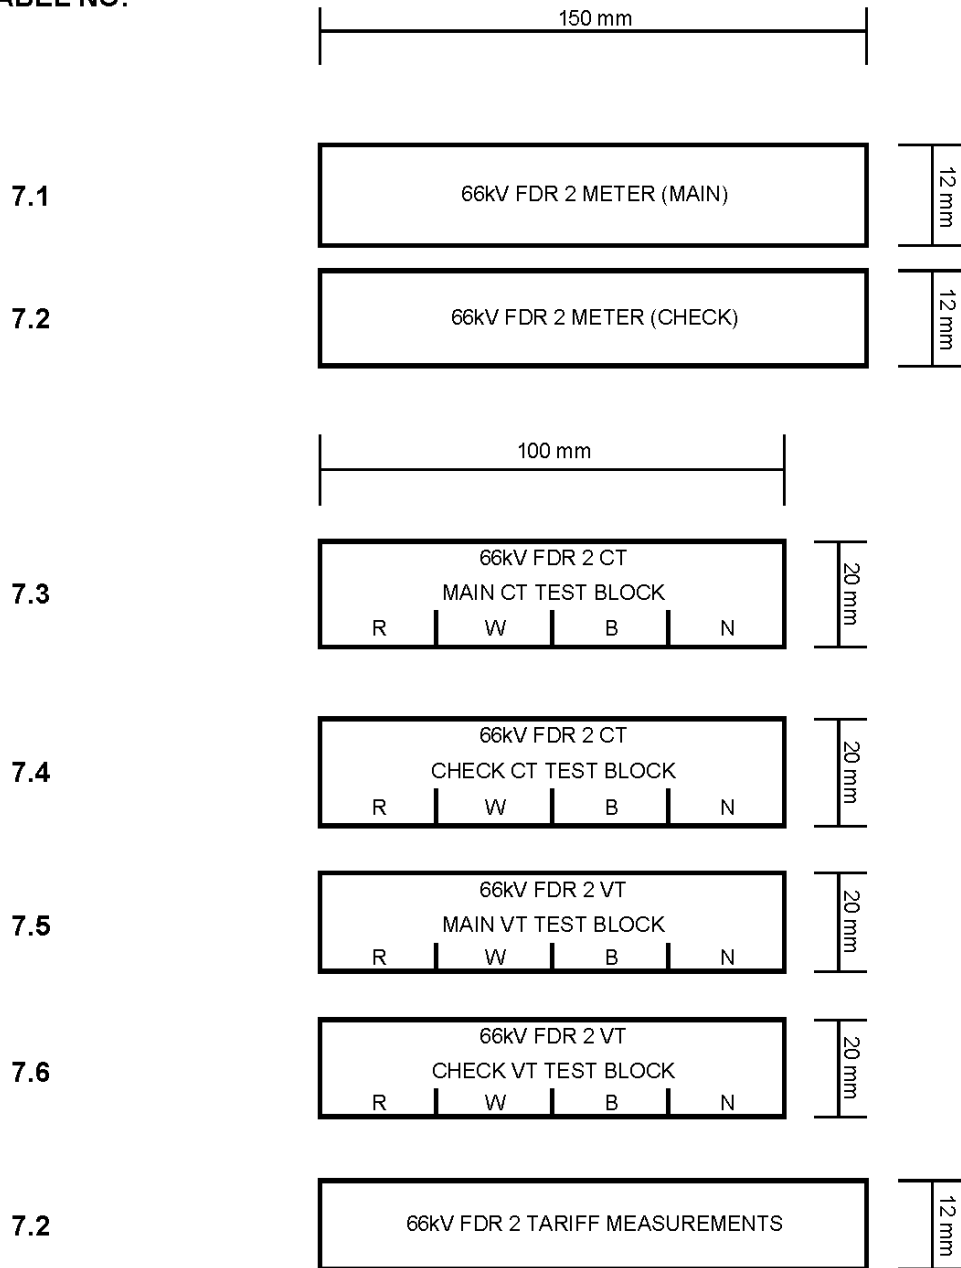 150 mm
7.1
66kV FDR 2 METER (MAIN)
12 mm
7.2
66kV FDR 2 METER (CHECK)
12 mm
100 mm
7.3
66kV FDR 2 CT
MAIN CT TEST BLOCK
R W B N
20 mm
7.4
66kV FDR 2 CT
CHECK CT TEST BLOCK
R W B N
20 mm
7.5
66kV FDR 2 VT
MAIN VT TEST BLOCK
R W B N
20 mm
7.6
66kV FDR 2 VT
CHECK VT TEST BLOCK
R W B N
20 mm
7.2
66kV FDR 2 TARIFF MEASUREMENTS
12 mm